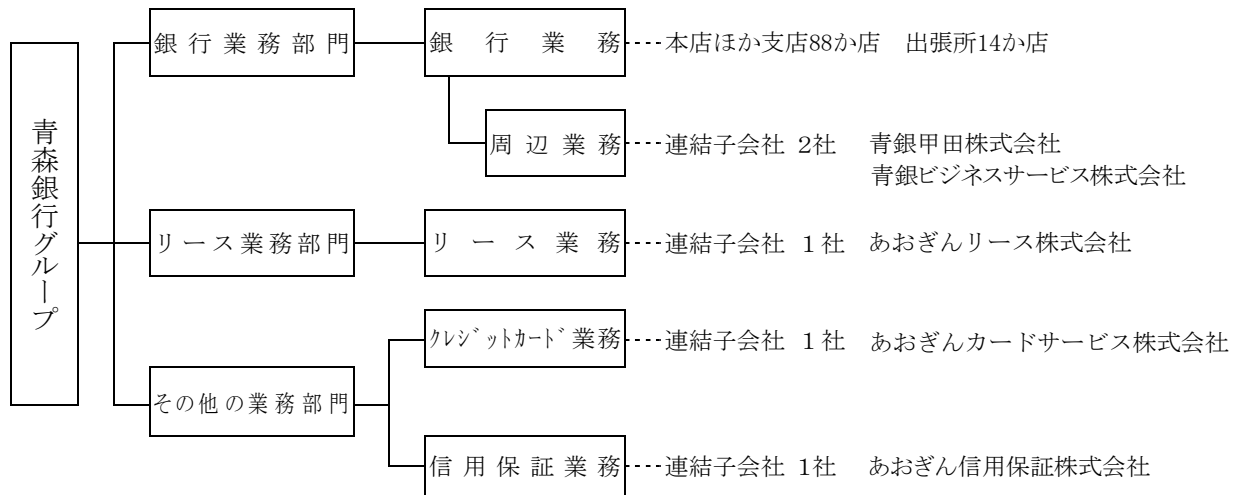 青森銀行グループ
銀行業務部門
銀行業務
本店ほか支店88か店 出張所14か店
周辺業務
連結子会社 2社 青銀甲田株式会社
青銀ビジネスサービス株式会社
リース業務部門
リース業務
連結子会社 1社 あおぎんリース株式会社
その他の業務部門
ｸﾚｼﾞｯﾄｶｰﾄﾞ業務
連結子会社 1社 あおぎんカードサービス株式会社
信用保証業務
連結子会社 1社 あおぎん信用保証株式会社